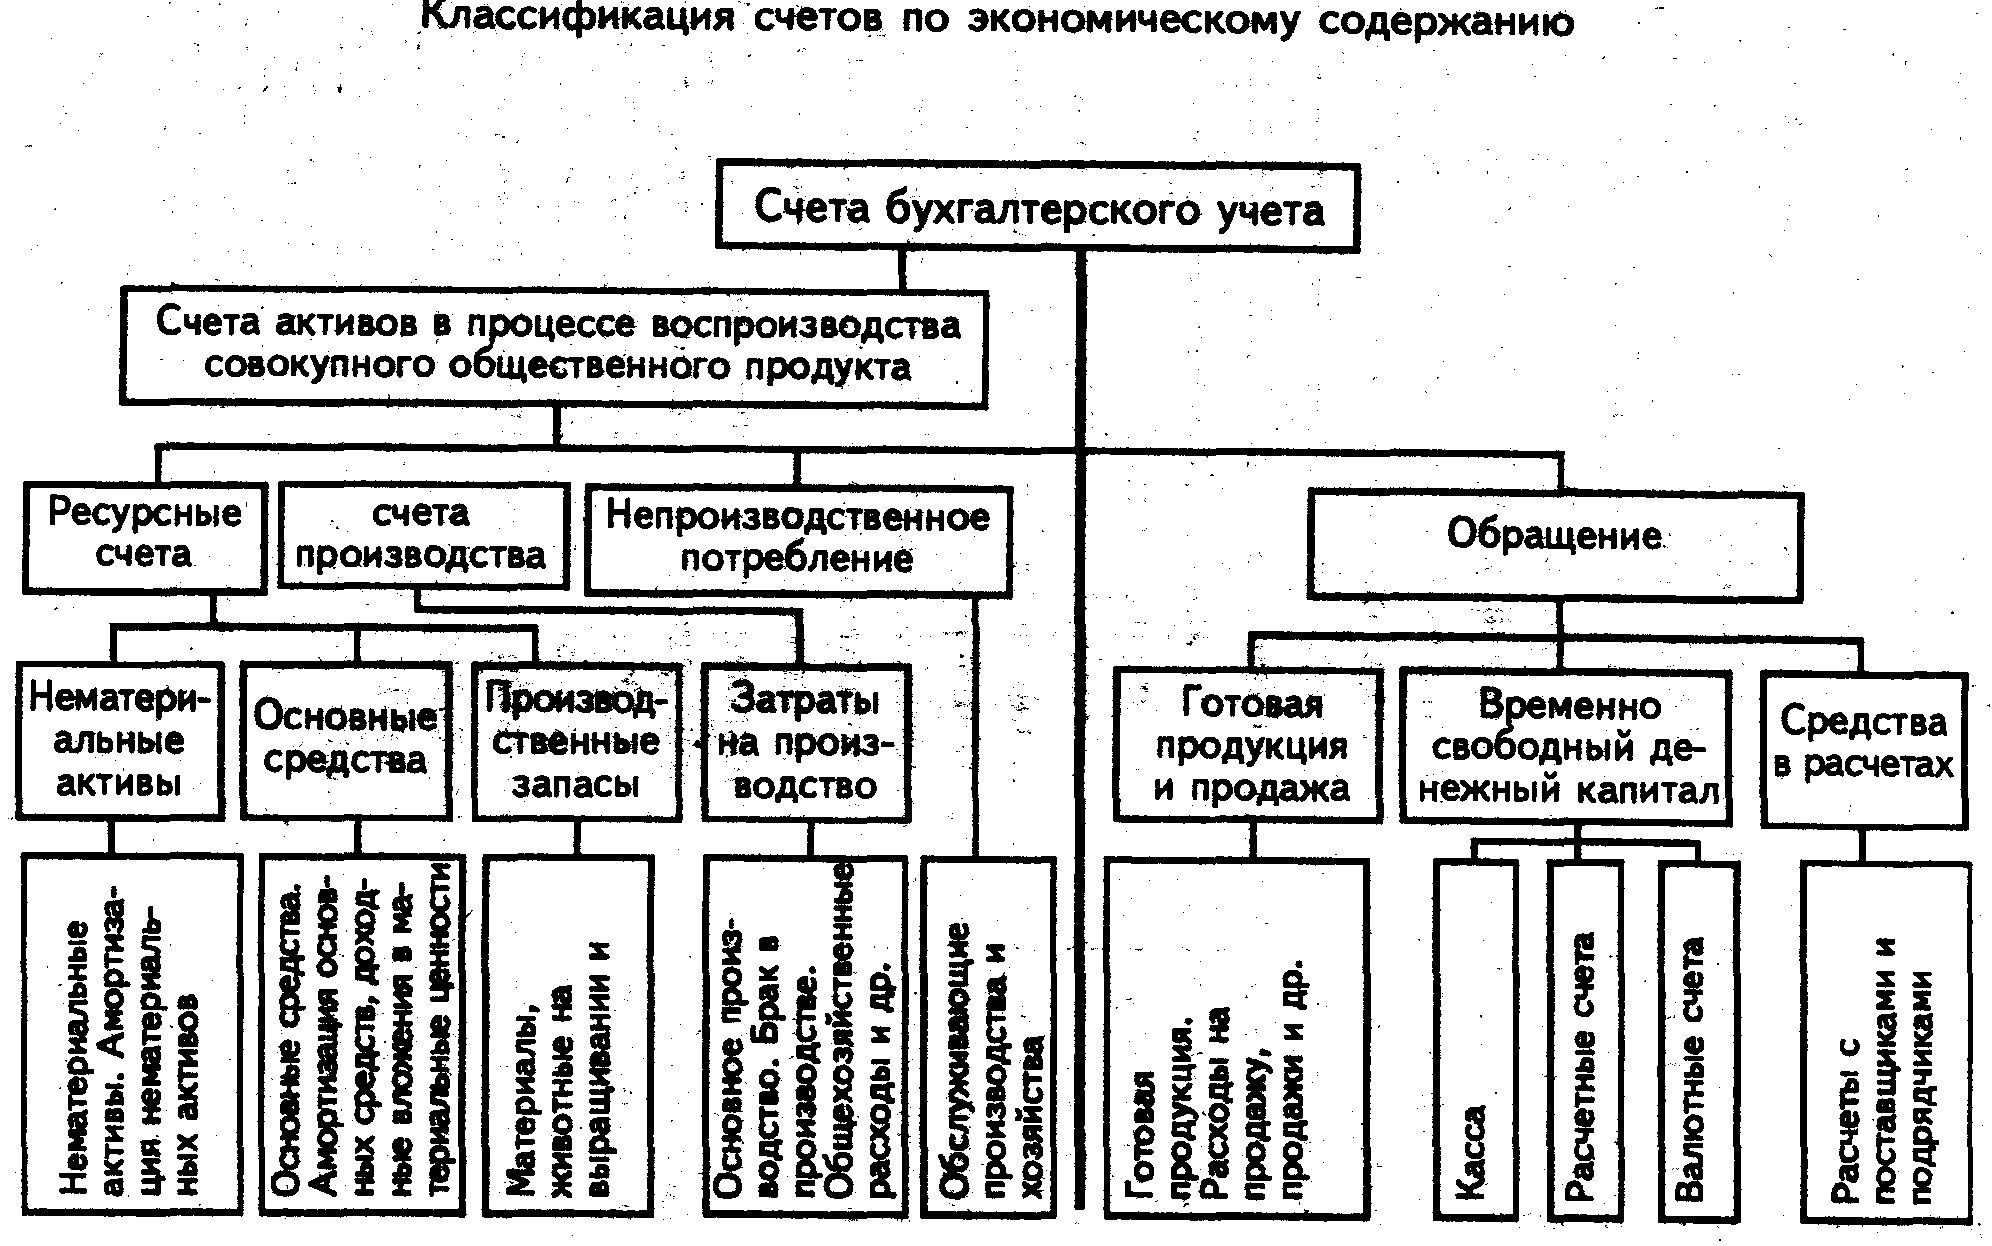 Классификация счетов по экономическому содержанию
Счета бухгалтерского учета
Счета активов в процессе воспроизводства
совокупного общественного продукта
Ресурсные
счета
счета
производства
Непроизводственное
потребление
Обращение
Нематери-
альные
активы
Основные
средства
Производ-
ственные
запасы
Затраты
на произ-
водство
Готовая
продукция
и продажа
Временно
свободный де-
нежный капитал
Средства
в расчетах
Нематериальные
активы. Амортиза-
ция нематериаль-
ных активов
Основные средства.
Амортизация основ-
ных средств, доход-
ные вложения в ма-
териальные ценности
Материалы,
животные на
выращивании и
Основное произ-
водство. Брак в
производстве.
Общехозяйственные
расходы и др.
Обслуживающие
производства и
хозяйства
Готовая
продукция.
Расходы на
продажу,
продажи и др.
Касса
Расчетные счета
Валютные счета
Расчеты с
поставщиками и
подрядчиками